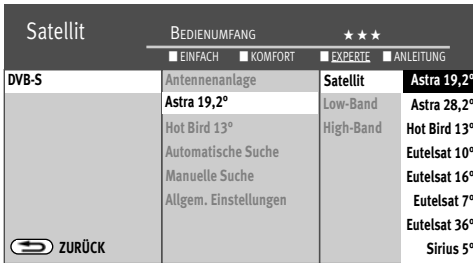 Satellit BEDIENUMFANG ★★★
EINFACH KOMFORT EXPERTE ANLEITUNG
DVB-S Antennenanlage Satellit Astra 19,2°
Astra 19,2° Low-Band Astra 28,2°
Hot Bird 13° High-Band Hot Bird 13°
Automatische Suche Eutelsat 10°
Manuelle Suche Eutelsat 16°
Allgem. Einstellungen Eutelsat 7°
Eutelsat 36°
ZURÜCK Sirius 5°